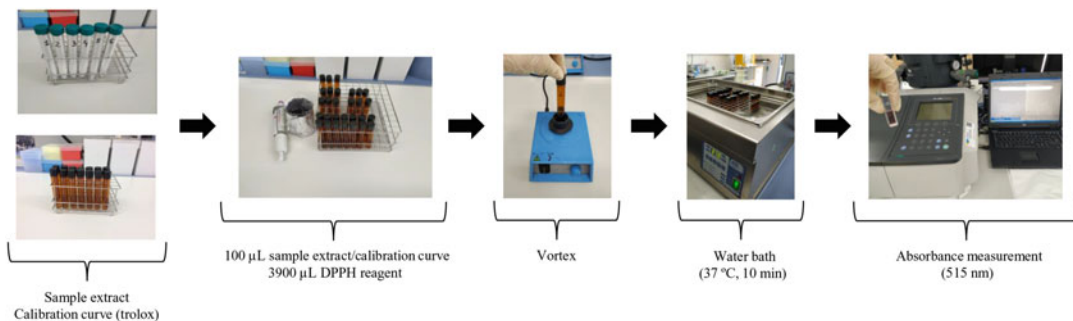 Sample extract
Calibration curve (trolox)
100 µL sample extract/calibration curve
3900 µL DPPH reagent
Vortex
Water bath
(37 ºC, 10 min)
Absorbance measurement
(515 nm)